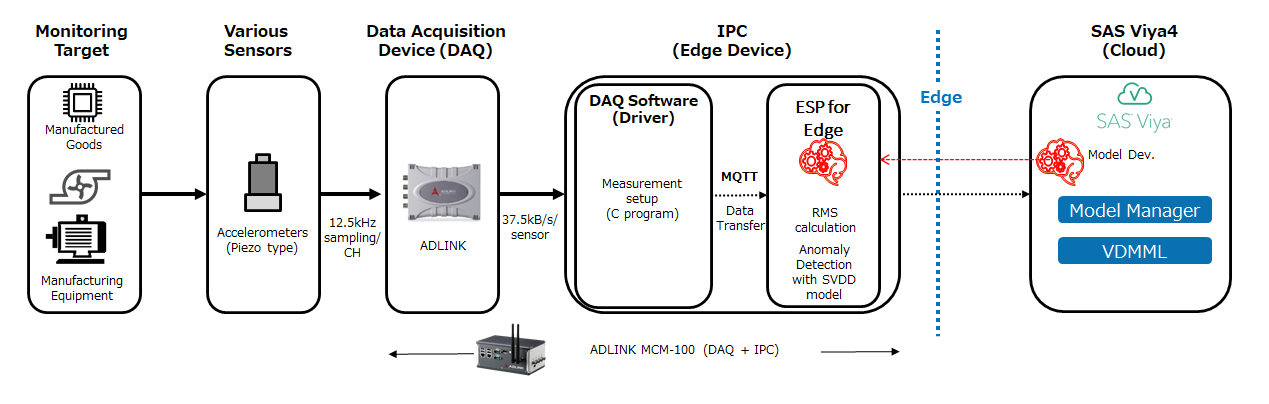 Monitoring
Target
Manufactured
Goods
Manufacturing
Equipment
Various
Sensors
Accelerometers
(Piezo type)
12.5kHz
sampling/
CH
Data Acquisition
Device (DAQ)
ADLINK
ADLINK
37.5kB/s/
sensor
IPC
(Edge Device)
DAQ Software
(Driver)
Measurement
setup
(C program)
MQTT
Data
Transfer
ESP for
Edge
RMS
calculation
Anomaly
Detection
with SVDD
model
Edge
SAS Viya4
(Cloud)
SAS Viya
Model Dev.
Model Manager
VDMML
ADLINK
ADLINK MCM-100 (DAQ + IPC)